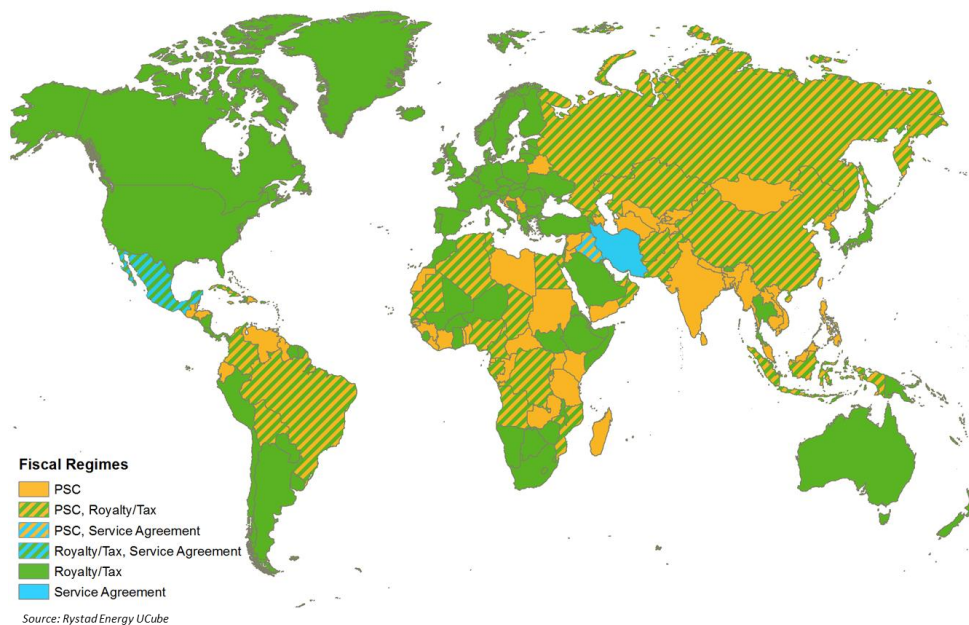 Fiscal Regimes
PSC
PSC, Royalty/Tax
PSC, Service Agreement
Royalty/Tax, Service Agreement
Royalty/Tax
Service Agreement
Source: Rystad Energy UCube